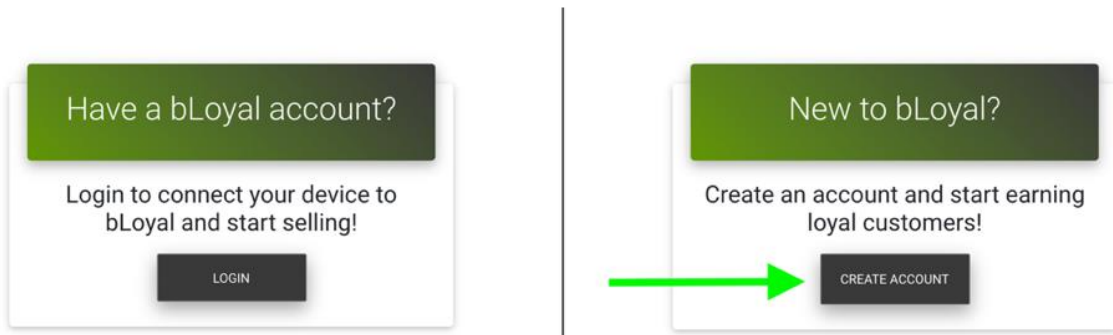 Have a bLoyal account?
Login to connect your device to
bLoyal and start selling!
LOGIN
New to bLoyal?
Create an account and start earning
loyal customers!
CREATE ACCOUNT